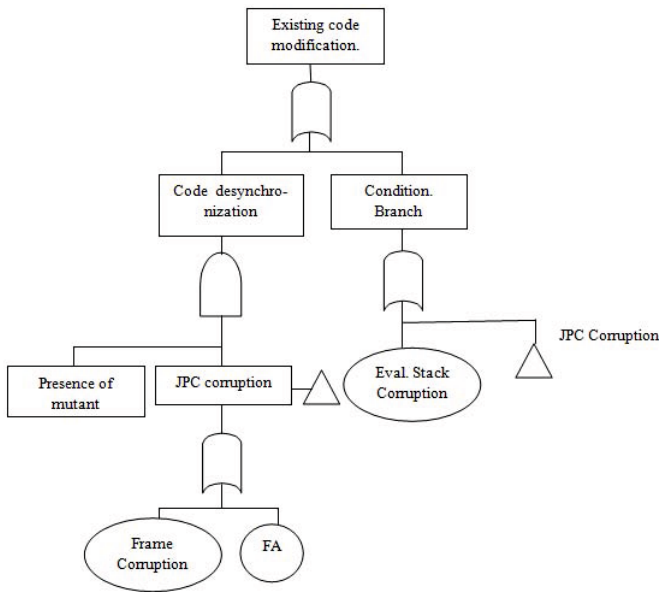 Existing code
modification.
Code desynchro-
nization
Condition.
Branch
JPC Corruption
Presence of
mutant
JPC corruption
Eval. Stack
Corruption
Frame
Corruption
FA